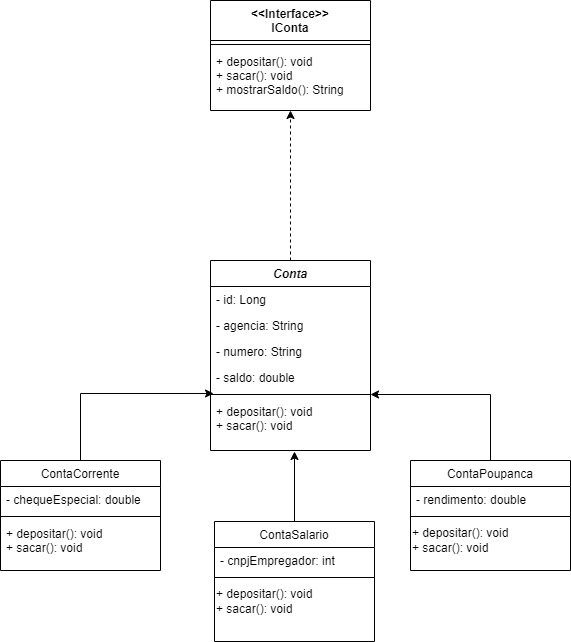 <<Interface>>
IConta
+ depositar(): void
+ sacar(): void
+ mostrarSaldo(): String
Conta
- id: Long
- agencia: String
- numero: String
- saldo: double
+ depositar(): void
+ sacar(): void
ContaCorrente
- chequeEspecial: double
+ depositar(): void
+ sacar(): void
ContaSalario
- cnpjEmpregador: int
+ depositar(): void
+ sacar(): void
ContaPoupanca
- rendimento: double
+ depositar(): void
+ sacar(): void